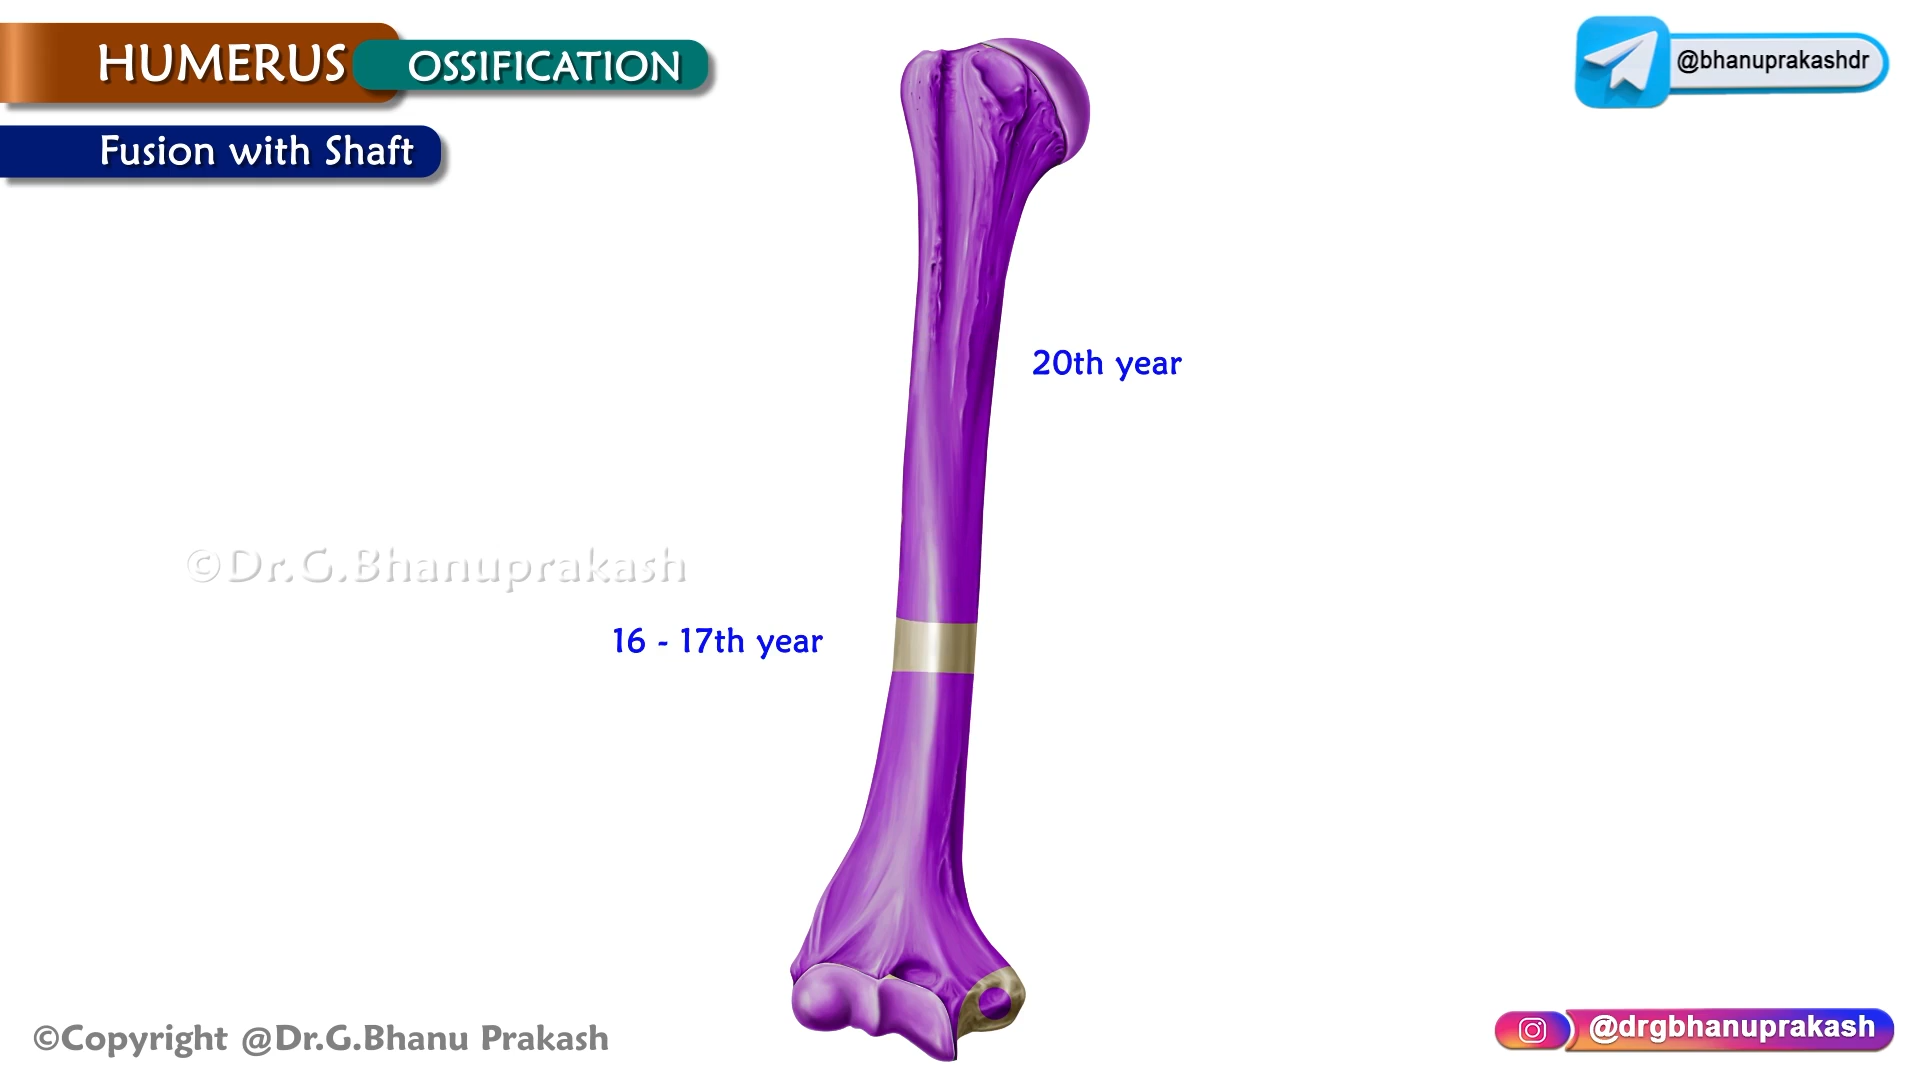 HUMERUS
OSSIFICATION
@bhanuprakashdr
Fusion with Shaft
20th year
©Dr.G.Bhanuprakash
16 - 17th year
©Copyright @Dr.G.Bhanu Prakash
@drgbhanuprakash